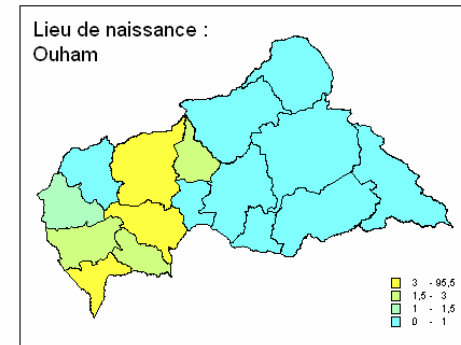 Lieu de naissance :
Ouham
3 - 95,5
1,5 - 3
1 - 1,5
0 - 1